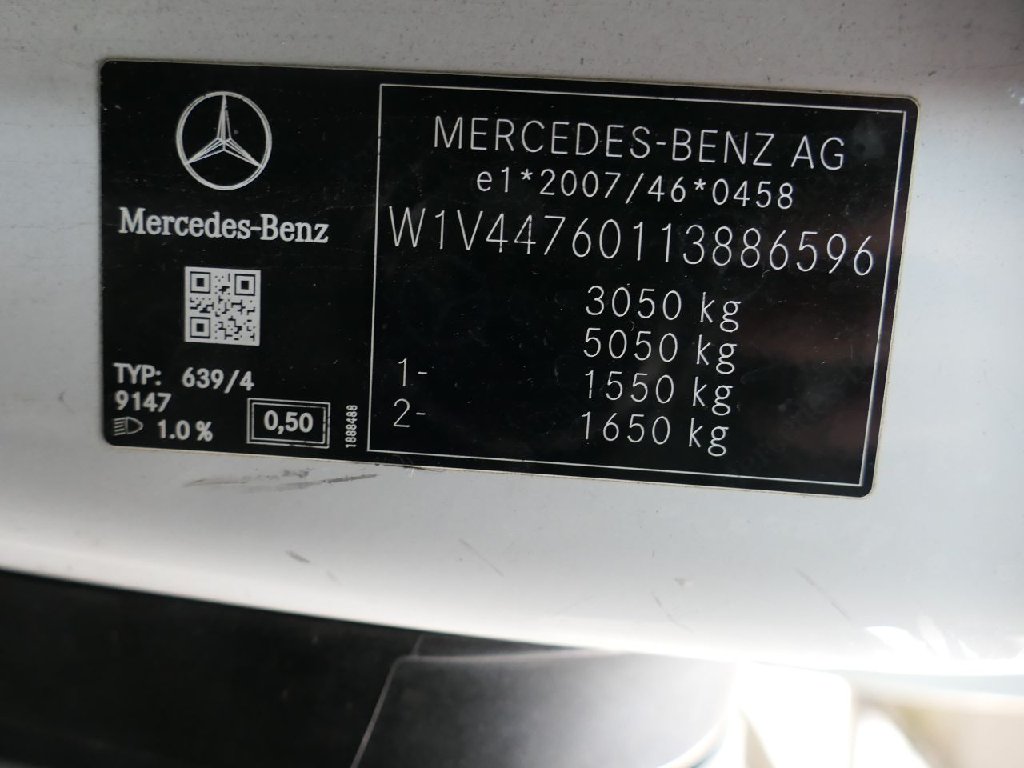 Mercedes-Benz
TYP: 639/4
9147
1.0 %
0,50
1888488
MERCEDES-BENZ AG
e1*2007/46*0458
W1V44760113886596
3050 kg
5050 kg
1- 1550 kg
2- 1650 kg